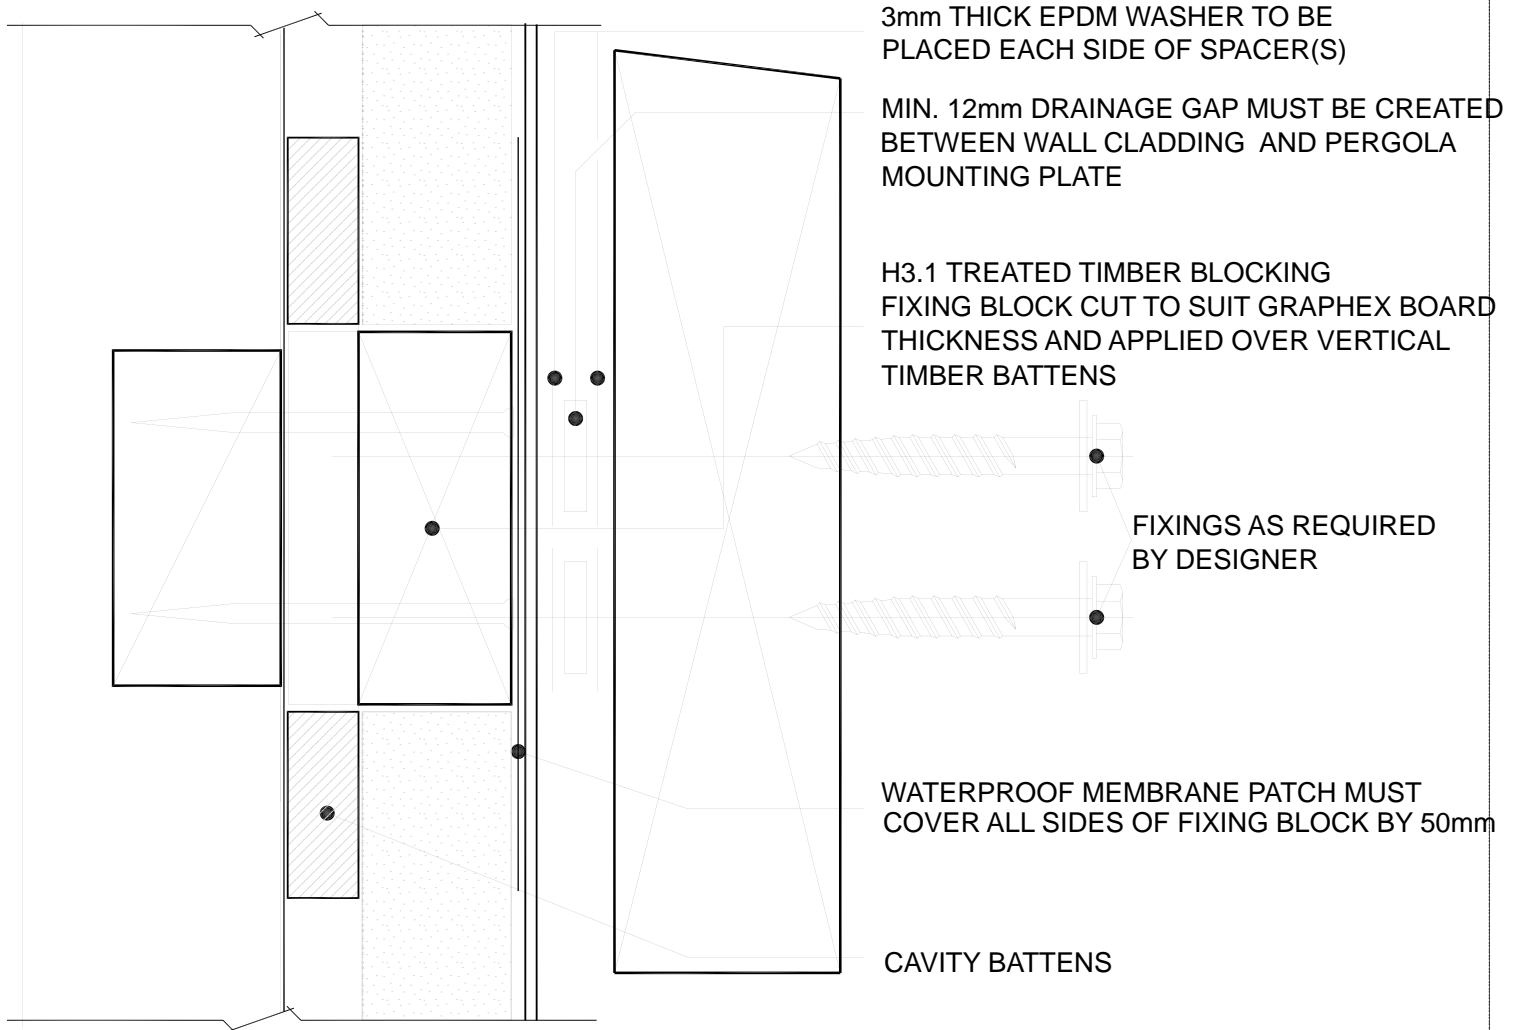 3mm THICK EPDM WASHER TO BE
PLACED EACH SIDE OF SPACER(S)
MIN. 12mm DRAINAGE GAP MUST BE CREATED
BETWEEN WALL CLADDING AND PERGOLA
MOUNTING PLATE
H3.1 TREATED TIMBER BLOCKING
FIXING BLOCK CUT TO SUIT GRAPHEX BOARD
THICKNESS AND APPLIED OVER VERTICAL
TIMBER BATTENS
FIXINGS AS REQUIRED
BY DESIGNER
WATERPROOF MEMBRANE PATCH MUST
COVER ALL SIDES OF FIXING BLOCK BY 50mm
CAVITY BATTENS